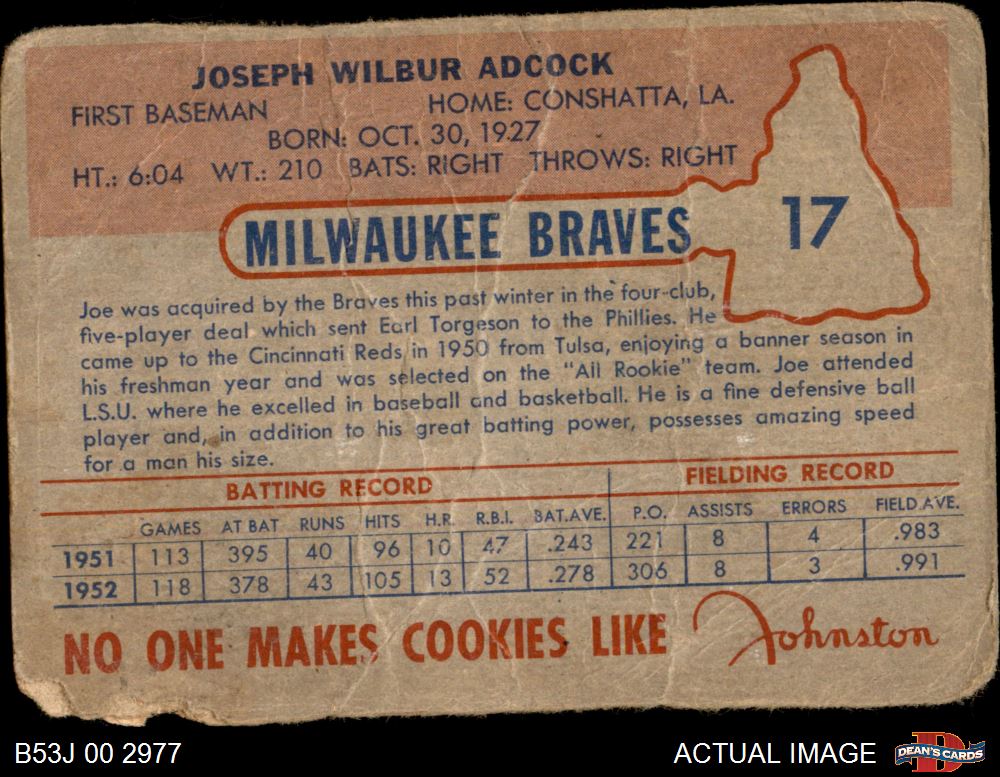 JOSEPH WILBUR ADCOCK
FIRST BASEMAN HOME: CONSHATTA, LA.
BORN: OCT. 30, 1927
HT.: 6:04 WT.: 210 BATS: RIGHT THROWS: RIGHT
MILWAUKEE BRAVES 17
Joe was acquired by the Braves this past winter in the four-club,
five-player deal which sent Earl Torgeson to the Phillies. He
came up to the Cincinnati Reds in 1950 from Tulsa, enjoying a banner season in
his freshman year and was selected on the "All Rookie" team. Joe attended
L.S.U. where he excelled in baseball and basketball. He is a fine defensive ball
player and, in addition to his great batting power, possesses amazing speed
for a man his size.
BATTING RECORD FIELDING RECORD
GAMES AT BAT RUNS HITS H.R. R.B.I. BAT.AVE. P.O. ASSISTS ERRORS FIELD.AVE.
1951 113 395 40 96 10 47 .243 221 8 4 .983
1952 118 378 43 105 13 52 .278 306 8 3 .991
NO ONE MAKES COOKIES LIKE Johnston
B53J 00 2977 ACTUAL IMAGE DEAN'S CARDS